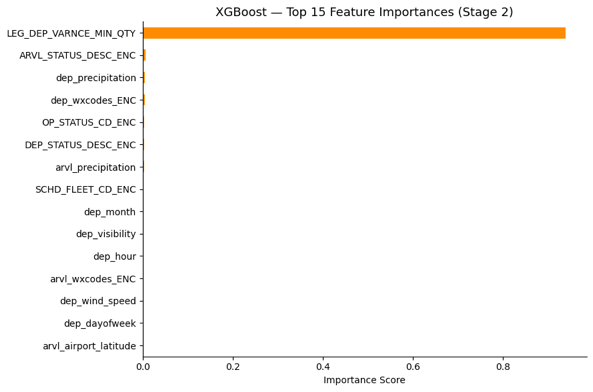 XGBoost — Top 15 Feature Importances (Stage 2)
LEG_DEP_VARNCE_MIN_QTY
ARVL_STATUS_DESC_ENC
dep_precipitation
dep_wxcodes_ENC
OP_STATUS_CD_ENC
DEP_STATUS_DESC_ENC
arvl_precipitation
SCHD_FLEET_CD_ENC
dep_month
dep_visibility
dep_hour
arvl_wxcodes_ENC
dep_wind_speed
dep_dayofweek
arvl_airport_latitude
0.0 0.2 0.4 0.6 0.8
Importance Score